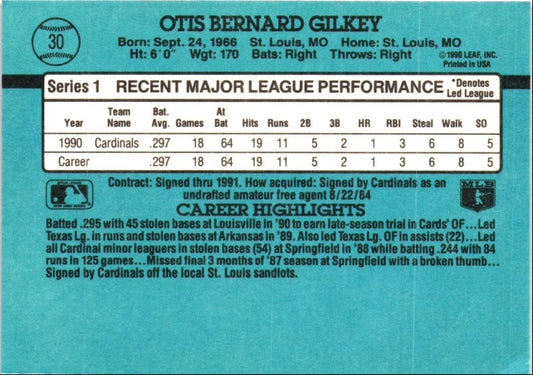 30
OTIS BERNARD GILKEY
Born: Sept. 24, 1966 St. Louis, MO Home: St. Louis, MO
Ht: 6'0" Wgt: 170 Bats: Right Throws: Right
©1990 LEAF, INC.
Printed in USA
Series 1 RECENT MAJOR LEAGUE PERFORMANCE *Denotes Led League
Year Team Name Bat. Avg. Games At Bat Hits Runs 2B 3B HR RBI Steal Walk SO
1990 Cardinals .297 18 64 19 11 5 2 1 3 6 8 5
Career .297 18 64 19 11 5 2 1 3 6 8 5
Contract: Signed thru 1991. How acquired: Signed by Cardinals as an
undrafted amateur free agent 8/22/84
MLB
CAREER HIGHLIGHTS
Batted .295 with 45 stolen bases at Louisville in '90 to earn late-season trial in Cards' OF...Led
Texas Lg. in runs and stolen bases at Arkansas in '89. Also led Texas Lg. OF in assists (22)...Led
all Cardinal minor leaguers in stolen bases (54) at Springfield in '88 while batting .244 with 84
runs in 125 games...Missed final 3 months of '87 season at Springfield with a broken thumb...
Signed by Cardinals off the local St. Louis sandlots.